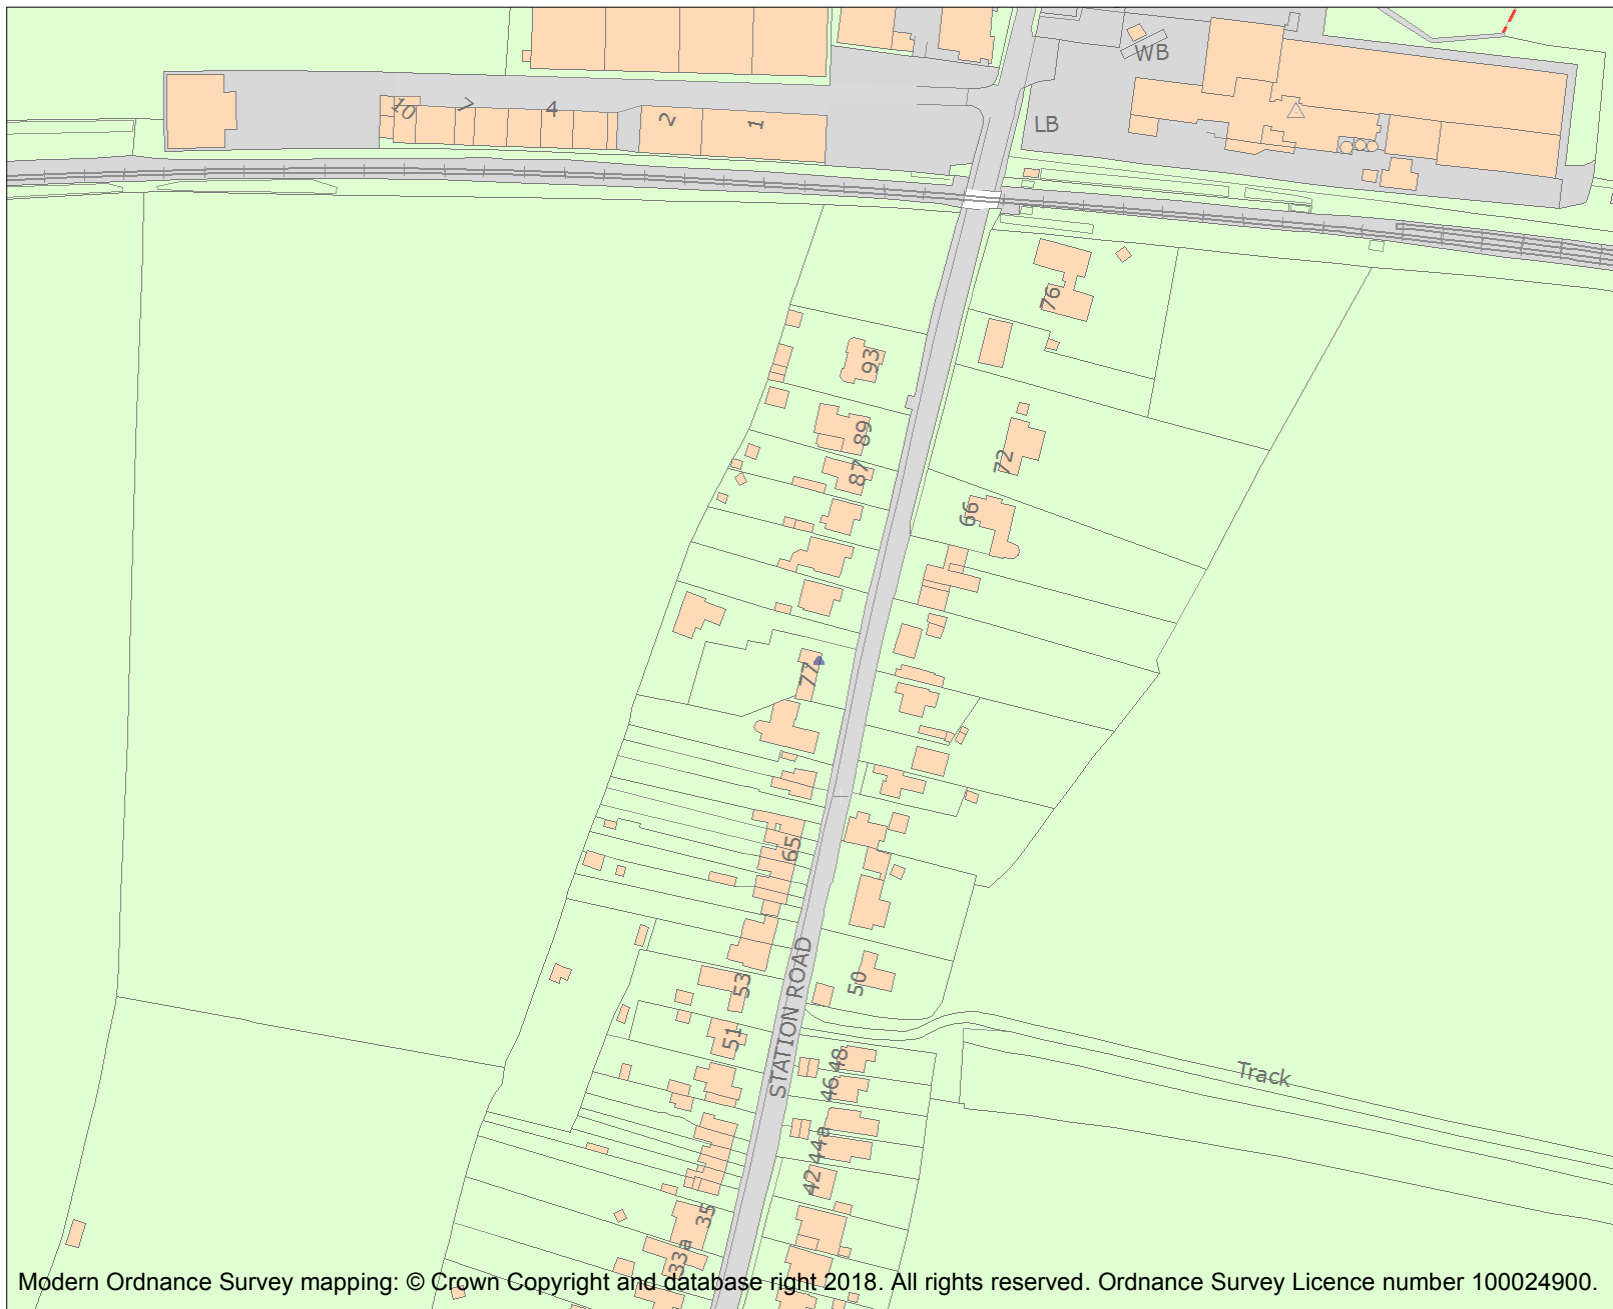 WB
10
7
4
2
1
LB
76
93
89
72
87
66
77
65
STATION ROAD
53
50
51
48
Track
46
44a
42
35
33a
Modern Ordnance Survey mapping: © Crown Copyright and database right 2018. All rights reserved. Ordnance Survey Licence number 100024900.